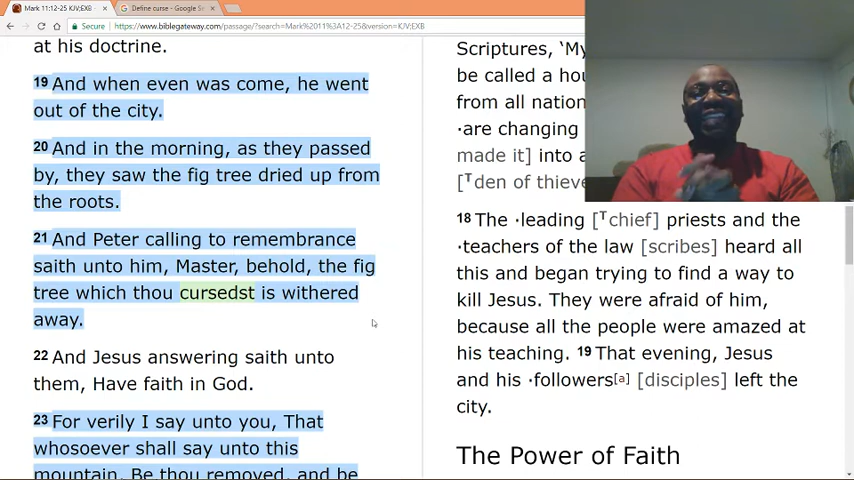 Mark 11:12-25 KJV;EXB
Define curse - Google Se
Secure
https://www.biblegateway.com/passage/?search=Mark%2011%3A12-25&version=KJV;EXB
at his doctrine.
19 And when even was come, he went
out of the city.
20 And in the morning, as they passed
by, they saw the fig tree dried up from
the roots.
21 And Peter calling to remembrance
saith unto him, Master, behold, the fig
tree which thou cursedst is withered
away.
22 And Jesus answering saith unto
them, Have faith in God.
23 For verily I say unto you, That
whosoever shall say unto this
mountain, Be thou removed, and be
Scriptures, ‘My
be called a hou
from all nation
·are changing
made it] into a
[T den of thieve
18 The ·leading [T chief] priests and the
·teachers of the law [scribes] heard all
this and began trying to find a way to
kill Jesus. They were afraid of him,
because all the people were amazed at
his teaching. 19 That evening, Jesus
and his ·followers[a] [disciples] left the
city.
The Power of Faith